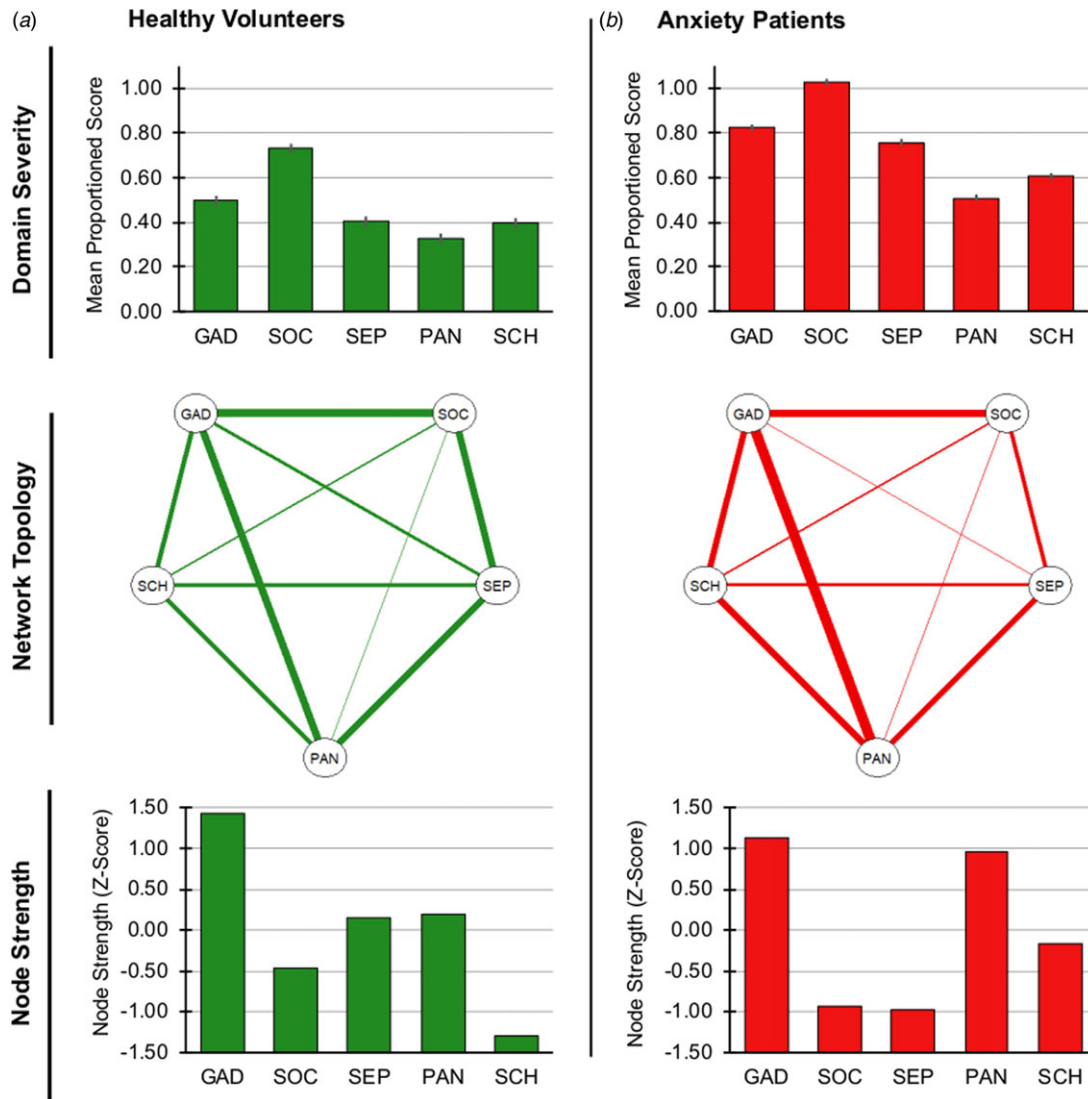 (a)
Healthy Volunteers
Domain Severity
Mean Proportioned Score
1.00
0.80
0.60
0.40
0.20
0.00
GAD SOC SEP PAN SCH
Network Topology
GAD
SOC
SCH
SEP
PAN
Node Strength
Node Strength (Z-Score)
1.50
1.00
0.50
0.00
-0.50
-1.00
-1.50
GAD SOC SEP PAN SCH
(b)
Anxiety Patients
Mean Proportioned Score
1.00
0.80
0.60
0.40
0.20
0.00
GAD SOC SEP PAN SCH
GAD
SOC
SCH
SEP
PAN
Node Strength (Z-Score)
1.50
1.00
0.50
0.00
-0.50
-1.00
-1.50
GAD SOC SEP PAN SCH